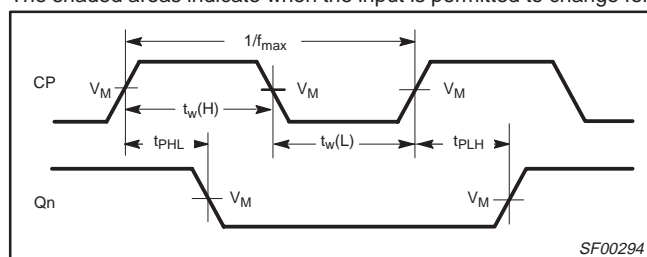 The shaded areas indicate when the input is permitted to change for
1/fmax
CP
VM
VM
VM
tw(H)
tPHL
tw(L)
tPLH
Qn
VM
VM
SF00294